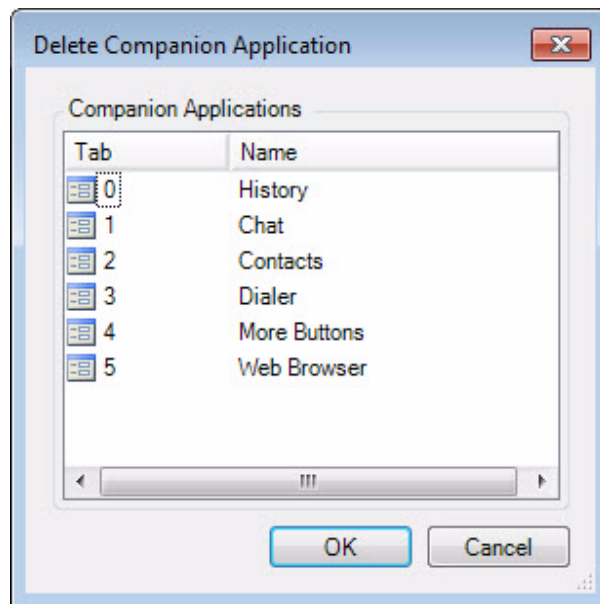 Delete Companion Application
Companion Applications
Tab Name
0 History
1 Chat
2 Contacts
3 Dialer
4 More Buttons
5 Web Browser
OK Cancel